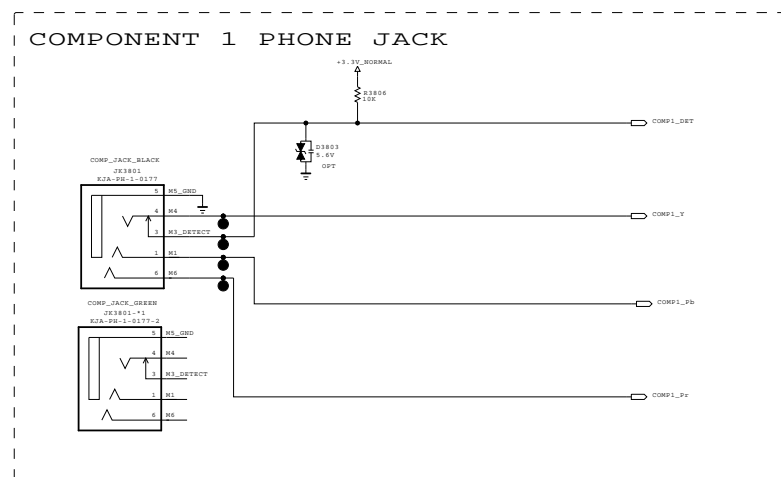 COMPONENT 1 PHONE JACK
+3.3V_NORMAL
R3806
10K
COMP1_DET
D3803
5.6V
OPT
COMP_JACK_BLACK
JK3801
KJA-PH-1-0177
5 M5_GND
4 M4
COMP1_Y
3 M3_DETECT
1 M1
6 M6
COMP1_Pb
COMP_JACK_GREEN
JK3801-*1
KJA-PH-1-0177-2
5 M5_GND
4 M4
3 M3_DETECT
1 M1
COMP1_Pr
6 M6